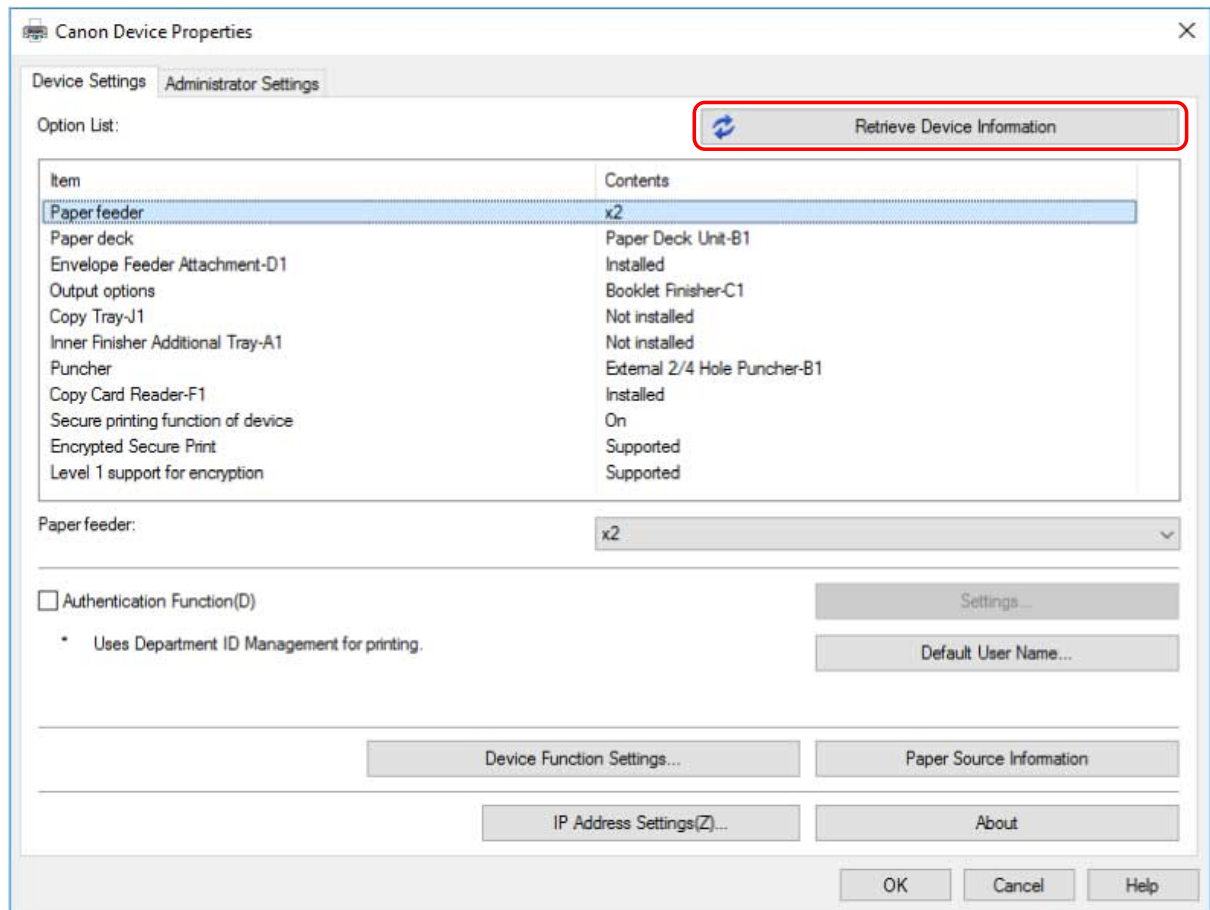 Canon Device Properties
Device Settings Administrator Settings
Option List: Retrieve Device Information
Item Contents
Paper feeder x2
Paper deck Paper Deck Unit-B1
Envelope Feeder Attachment-D1 Installed
Output options Booklet Finisher-C1
Copy Tray-J1 Not installed
Inner Finisher Additional Tray-A1 Not installed
Puncher External 2/4 Hole Puncher-B1
Copy Card Reader-F1 Installed
Secure printing function of device On
Encrypted Secure Print Supported
Level 1 support for encryption Supported
Paper feeder: x2
Authentication Function(D) Settings...
* Uses Department ID Management for printing.
Default User Name...
Device Function Settings... Paper Source Information
IP Address Settings(Z)... About
OK Cancel Help